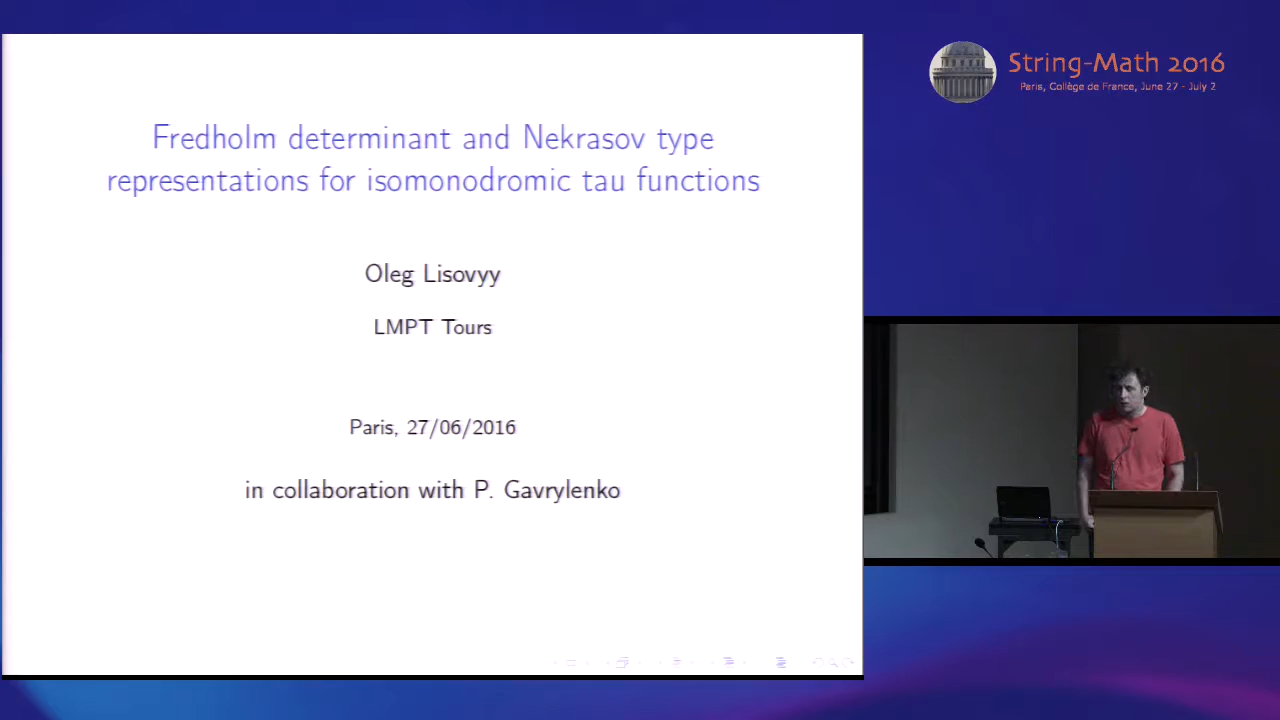 Fredholm determinant and Nekrasov type
representations for isomonodromic tau functions
Oleg Lisovyy
LMPT Tours
Paris, 27/06/2016
in collaboration with P. Gavrylenko
String-Math 2016
Paris, Collège de France, June 27 - July 2